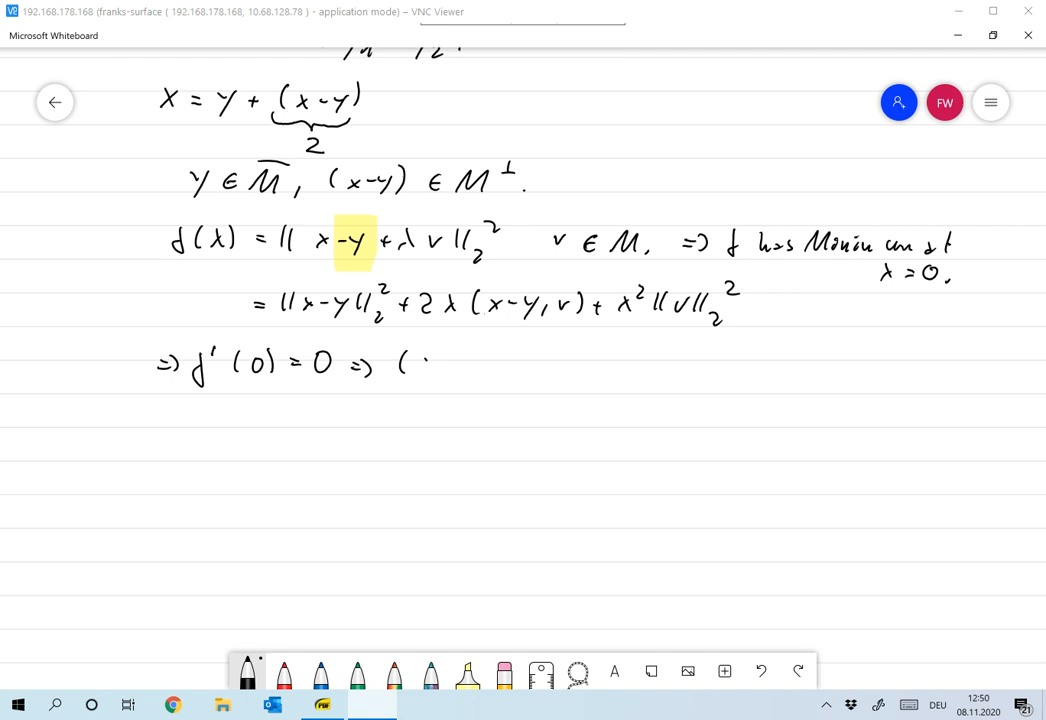 192.168.178.168 (franks-surface ( 192.168.178.168, 10.68.128.78 ) - application mode) – VNC Viewer
Microsoft Whiteboard
x = y + (x-y)
z
y ∈ M̅, (x-y) ∈ M⊥.
f(λ) = || x -y + λ v ||₂² v ∈ M, => f has Minimum at
λ = 0.
= ||x-y||₂² + 2λ (x-y, v) + λ² ||v||₂²
=> f'(0) = 0 => (
FW
A
DEU
12:50
08.11.2020
21